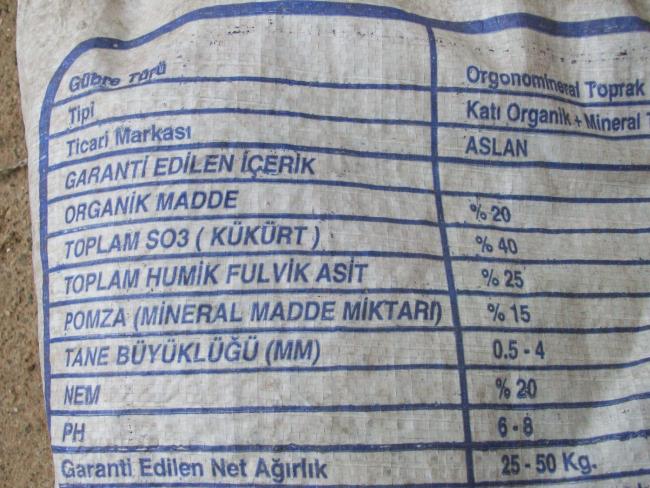 Gübre Türü Orgonomineral Toprak
Tipi Katı Organik + Mineral
Ticari Markası ASLAN
GARANTİ EDİLEN İÇERİK
ORGANİK MADDE % 20
TOPLAM SO3 ( KÜKÜRT ) % 40
TOPLAM HUMİK FULVİK ASİT % 25
POMZA (MİNERAL MADDE MİKTARI) % 15
TANE BÜYÜKLÜĞÜ (MM) 0.5 - 4
NEM % 20
PH 6 - 8
Garanti Edilen Net Ağırlık 25 - 50 Kg.